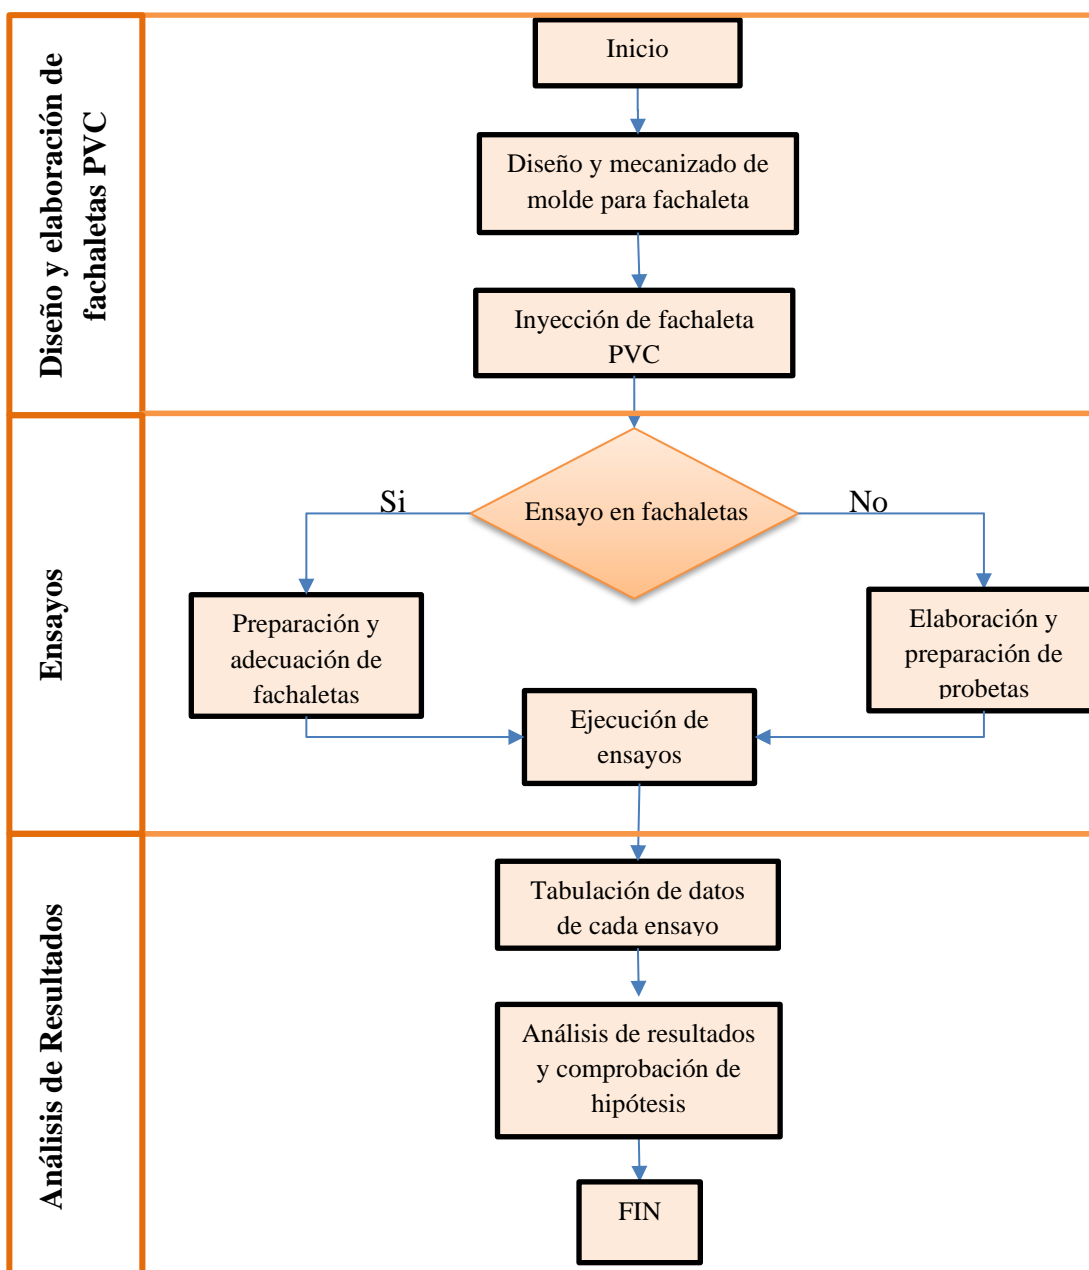 Diseño y elaboración de
fachaletas PVC
Inicio
Diseño y mecanizado de
molde para fachaleta
Inyección de fachaleta
PVC
Ensayos
Ensayo en fachaletas
Si
No
Preparación y
adecuación de
fachaletas
Elaboración y
preparación de
probetas
Ejecución de
ensayos
Análisis de Resultados
Tabulación de datos
de cada ensayo
Análisis de resultados
y comprobación de
hipótesis
FIN